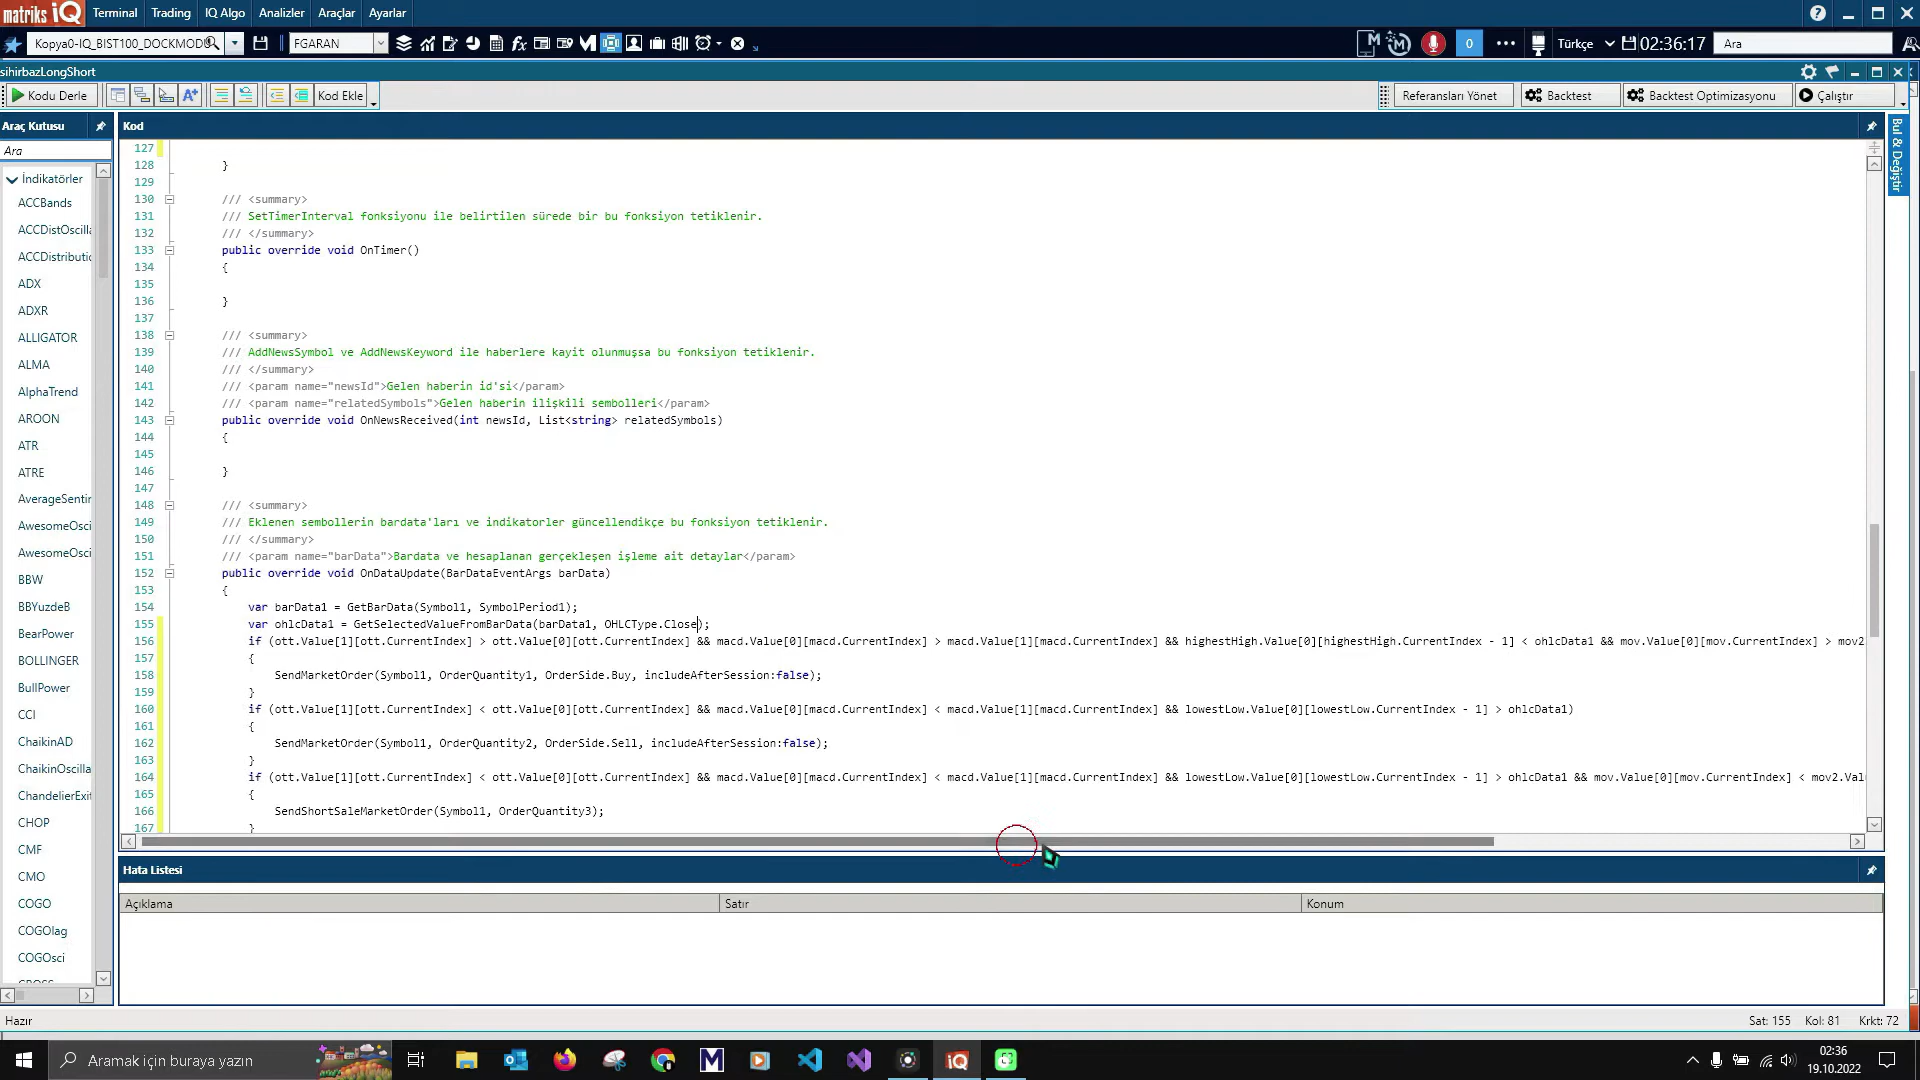 matriks iQ Terminal Trading IQ Algo Analizler Araçlar Ayarlar
Kopya0-IQ_BIST100_DOCKMODU FGARAN 0 Türkçe 02:36:17 Ara
sihirbazLongShort
Kodu Derle Kod Ekle Referansları Yönet Backtest Backtest Optimizasyonu Çalıştır
Araç Kutusu
Ara
İndikatörler
ACCBands
ACCDistOscilla
ACCDistributic
ADX
ADXR
ALLIGATOR
ALMA
AlphaTrend
AROON
ATR
ATRE
AverageSentin
AwesomeOsci
AwesomeOsci
BBW
BBYuzdeB
BearPower
BOLLINGER
BullPower
CCI
ChaikinAD
ChaikinOscilla
ChandelierExit
CHOP
CMF
CMO
COGO
COGOlag
COGOsci
Kod
127
128 }
129
130 /// <summary>
131 /// SetTimerInterval fonksiyonu ile belirtilen sürede bir bu fonksiyon tetiklenir.
132 /// </summary>
133 public override void OnTimer()
134 {
135
136 }
137
138 /// <summary>
139 /// AddNewsSymbol ve AddNewsKeyword ile haberlere kayit olunmuşsa bu fonksiyon tetiklenir.
140 /// </summary>
141 /// <param name="newsId">Gelen haberin id'si</param>
142 /// <param name="relatedSymbols">Gelen haberin ilişkili sembolleri</param>
143 public override void OnNewsReceived(int newsId, List<string> relatedSymbols)
144 {
145
146 }
147
148 /// <summary>
149 /// Eklenen sembollerin bardata'ları ve indikatorler güncellendikçe bu fonksiyon tetiklenir.
150 /// </summary>
151 /// <param name="barData">Bardata ve hesaplanan gerçekleşen işleme ait detaylar</param>
152 public override void OnDataUpdate(BarDataEventArgs barData)
153 {
154 var barData1 = GetBarData(Symbol1, SymbolPeriod1);
155 var ohlcData1 = GetSelectedValueFromBarData(barData1, OHLCType.Close);
156 if (ott.Value[1][ott.CurrentIndex] > ott.Value[0][ott.CurrentIndex] && macd.Value[0][macd.CurrentIndex] > macd.Value[1][macd.CurrentIndex] && highestHigh.Value[0][highestHigh.CurrentIndex - 1] < ohlcData1 && mov.Value[0][mov.CurrentIndex] > mov2
157 {
158 SendMarketOrder(Symbol1, OrderQuantity1, OrderSide.Buy, includeAfterSession:false);
159 }
160 if (ott.Value[1][ott.CurrentIndex] < ott.Value[0][ott.CurrentIndex] && macd.Value[0][macd.CurrentIndex] < macd.Value[1][macd.CurrentIndex] && lowestLow.Value[0][lowestLow.CurrentIndex - 1] > ohlcData1)
161 {
162 SendMarketOrder(Symbol1, OrderQuantity2, OrderSide.Sell, includeAfterSession:false);
163 }
164 if (ott.Value[1][ott.CurrentIndex] < ott.Value[0][ott.CurrentIndex] && macd.Value[0][macd.CurrentIndex] < macd.Value[1][macd.CurrentIndex] && lowestLow.Value[0][lowestLow.CurrentIndex - 1] > ohlcData1 && mov.Value[0][mov.CurrentIndex] < mov2.Val
165 {
166 SendShortSaleMarketOrder(Symbol1, OrderQuantity3);
167 }
Bul & Değiştir
Hata Listesi
Açıklama Satır Konum
Hazır Sat: 155 Kol: 81 Krkt: 72
Aramak için buraya yazın
02:36
19.10.2022